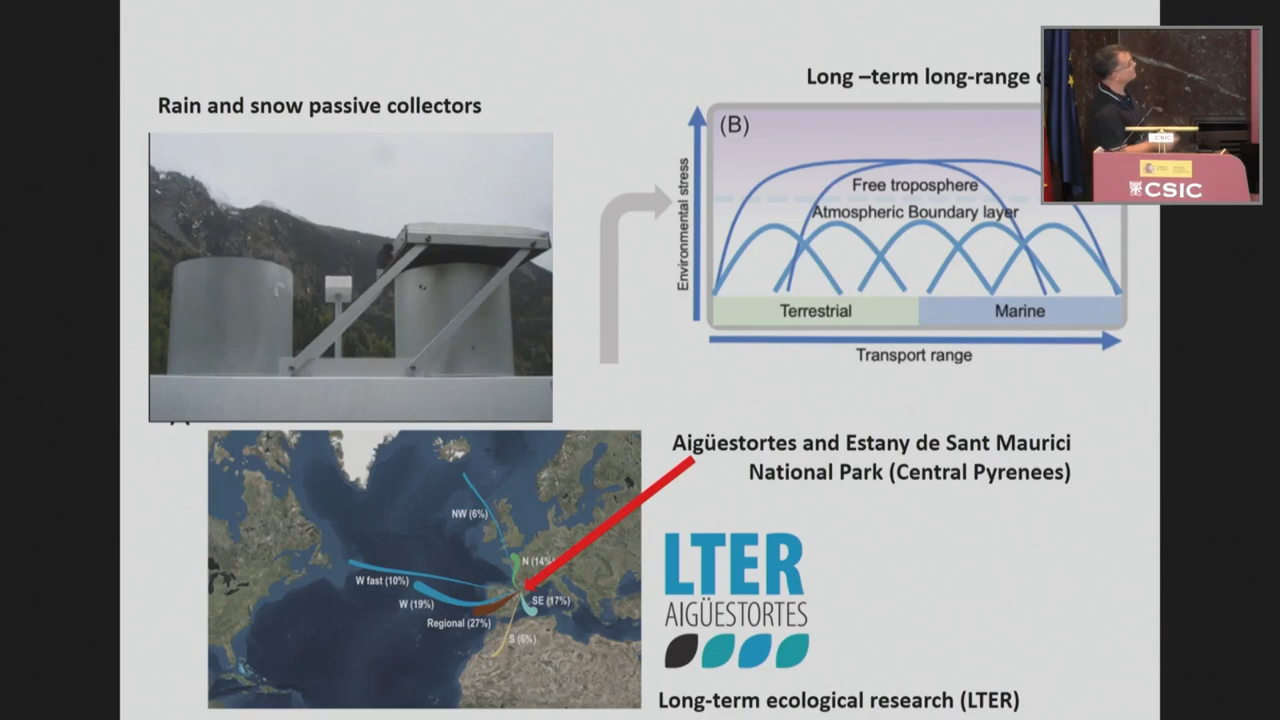 Rain and snow passive collectors
Long –term long-range
(B)
Environmental stress
Free troposphere
Atmospheric Boundary layer
Terrestrial
Marine
Transport range
CSIC
CSIC
Aigüestortes and Estany de Sant Maurici
National Park (Central Pyrenees)
NW (6%)
N (14%)
W fast (10%)
W (19%)
SE (17%)
Regional (27%)
S (6%)
LTER
AIGÜESTORTES
Long-term ecological research (LTER)